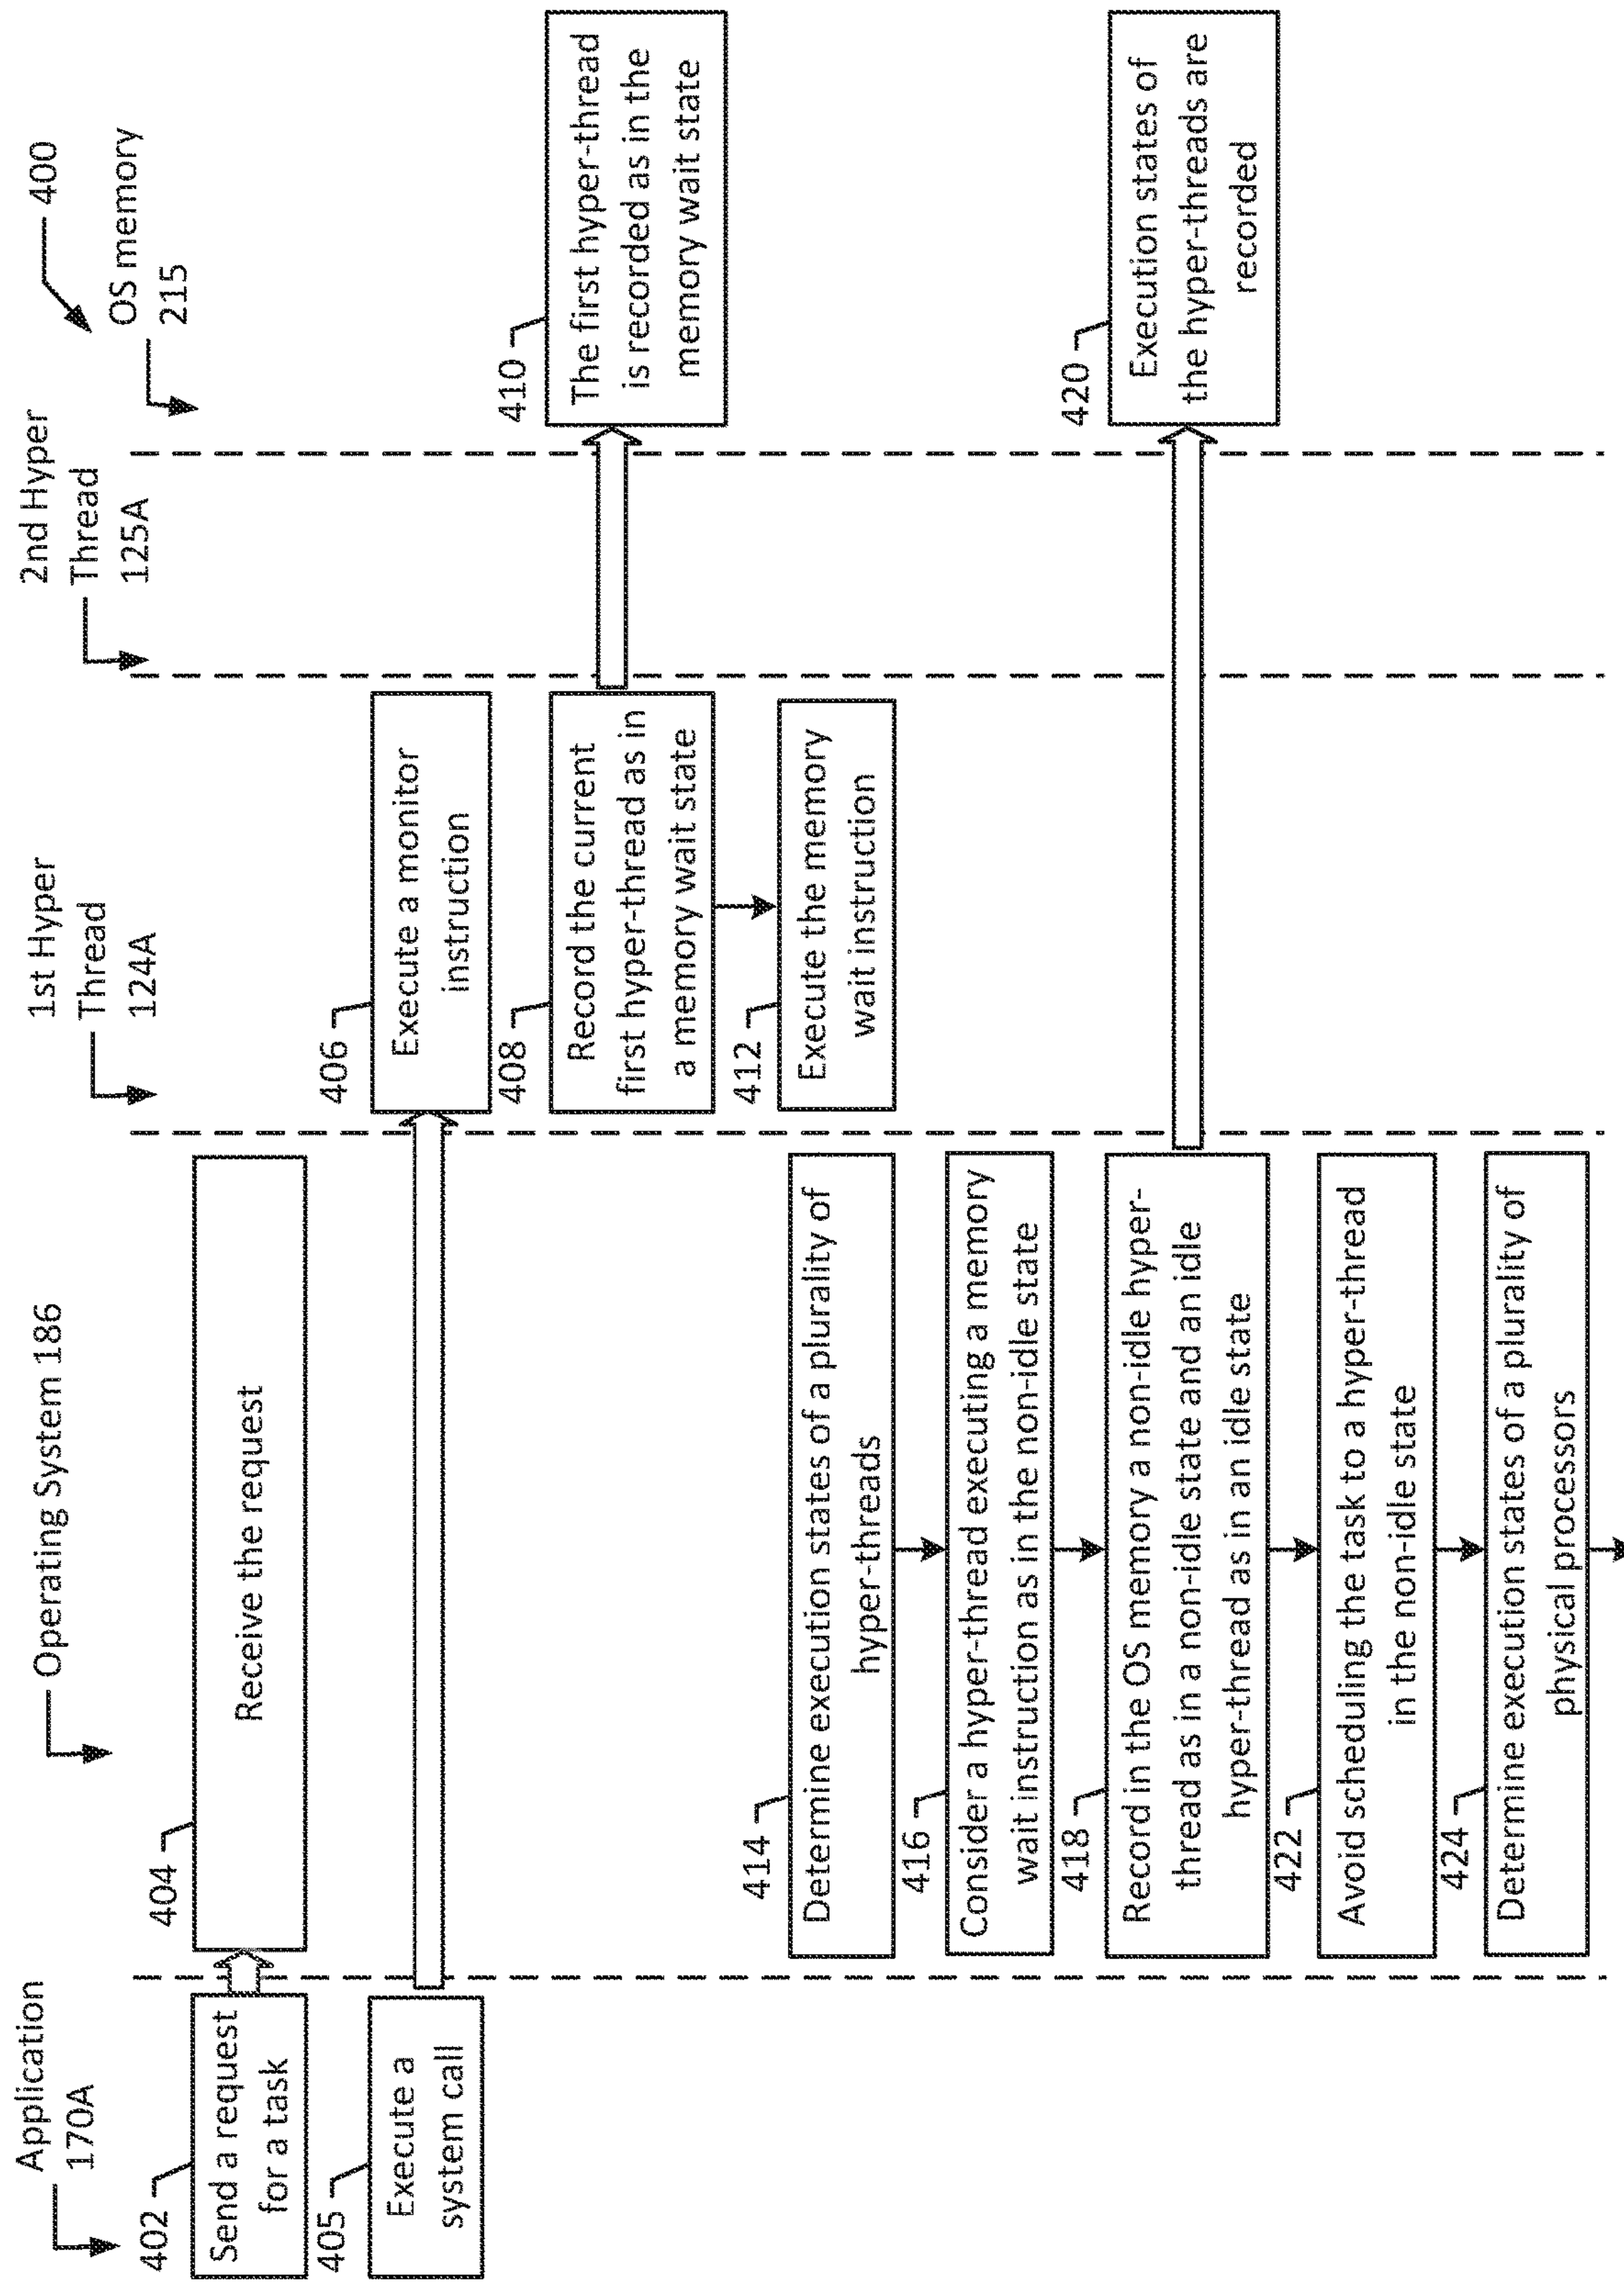 400
Application
170A
Operating System 186
1st Hyper
Thread
124A
2nd Hyper
Thread
125A
OS memory
215
402
Send a request
for a task
404
Receive the request
405
Execute a
system call
406
Execute a monitor
instruction
408
Record the current
first hyper-thread as in
a memory wait state
410
The first hyper-thread
is recorded as in the
memory wait state
412
Execute the memory
wait instruction
414
Determine execution states of a plurality of
hyper-threads
416
Consider a hyper-thread executing a memory
wait instruction as in the non-idle state
418
Record in the OS memory a non-idle hyper-
thread as in a non-idle state and an idle
hyper-thread as in an idle state
420
Execution states of
the hyper-threads are
recorded
422
Avoid scheduling the task to a hyper-thread
in the non-idle state
424
Determine execution states of a plurality of
physical processors